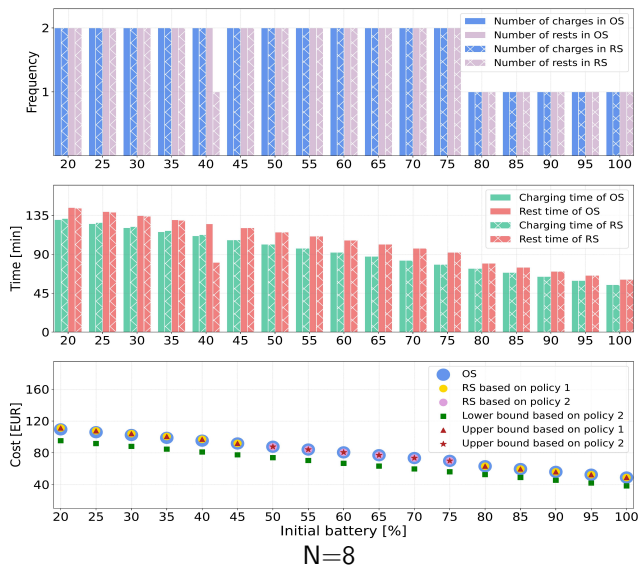 2
1
Frequency
Number of charges in OS
Number of rests in OS
Number of charges in RS
Number of rests in RS
20 25 30 35 40 45 50 55 60 65 70 75 80 85 90 95 100
135
90
45
0
Time [min]
Charging time of OS
Rest time of OS
Charging time of RS
Rest time of RS
20 25 30 35 40 45 50 55 60 65 70 75 80 85 90 95 100
160
120
80
40
Cost [EUR]
OS
RS based on policy 1
RS based on policy 2
Lower bound based on policy 2
Upper bound based on policy 1
Upper bound based on policy 2
20 25 30 35 40 45 50 55 60 65 70 75 80 85 90 95 100
Initial battery [%]
N=8